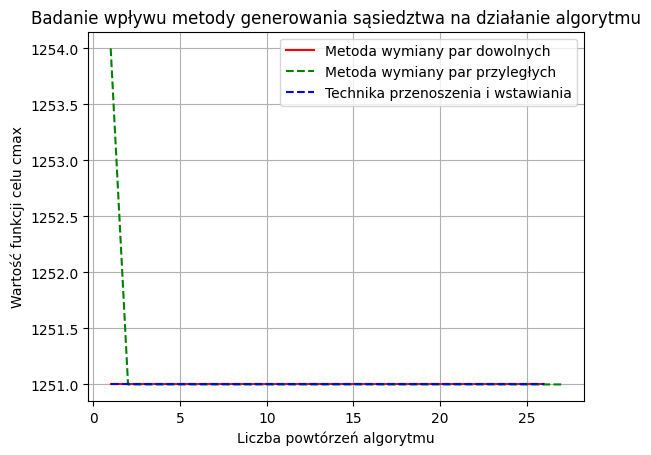 Badanie wpływu metody generowania sąsiedztwa na działanie algorytmu
Metoda wymiany par dowolnych
Metoda wymiany par przyległych
Technika przenoszenia i wstawiania
Wartość funkcji celu cmax
1254.0
1253.5
1253.0
1252.5
1252.0
1251.5
1251.0
0 5 10 15 20 25
Liczba powtórzeń algorytmu